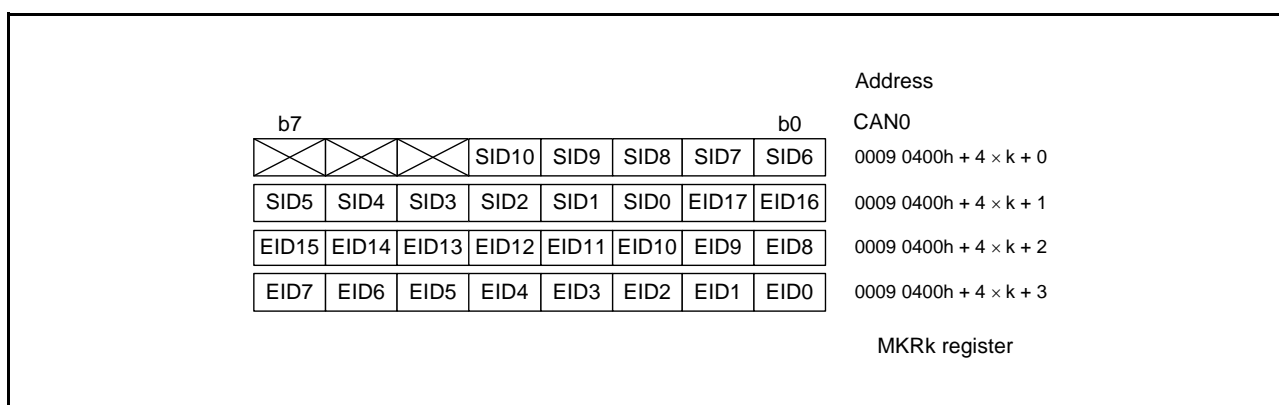 Address
b7 b0 CAN0
SID10 SID9 SID8 SID7 SID6 0009 0400h + 4 × k + 0
SID5 SID4 SID3 SID2 SID1 SID0 EID17 EID16 0009 0400h + 4 × k + 1
EID15 EID14 EID13 EID12 EID11 EID10 EID9 EID8 0009 0400h + 4 × k + 2
EID7 EID6 EID5 EID4 EID3 EID2 EID1 EID0 0009 0400h + 4 × k + 3
MKRk register